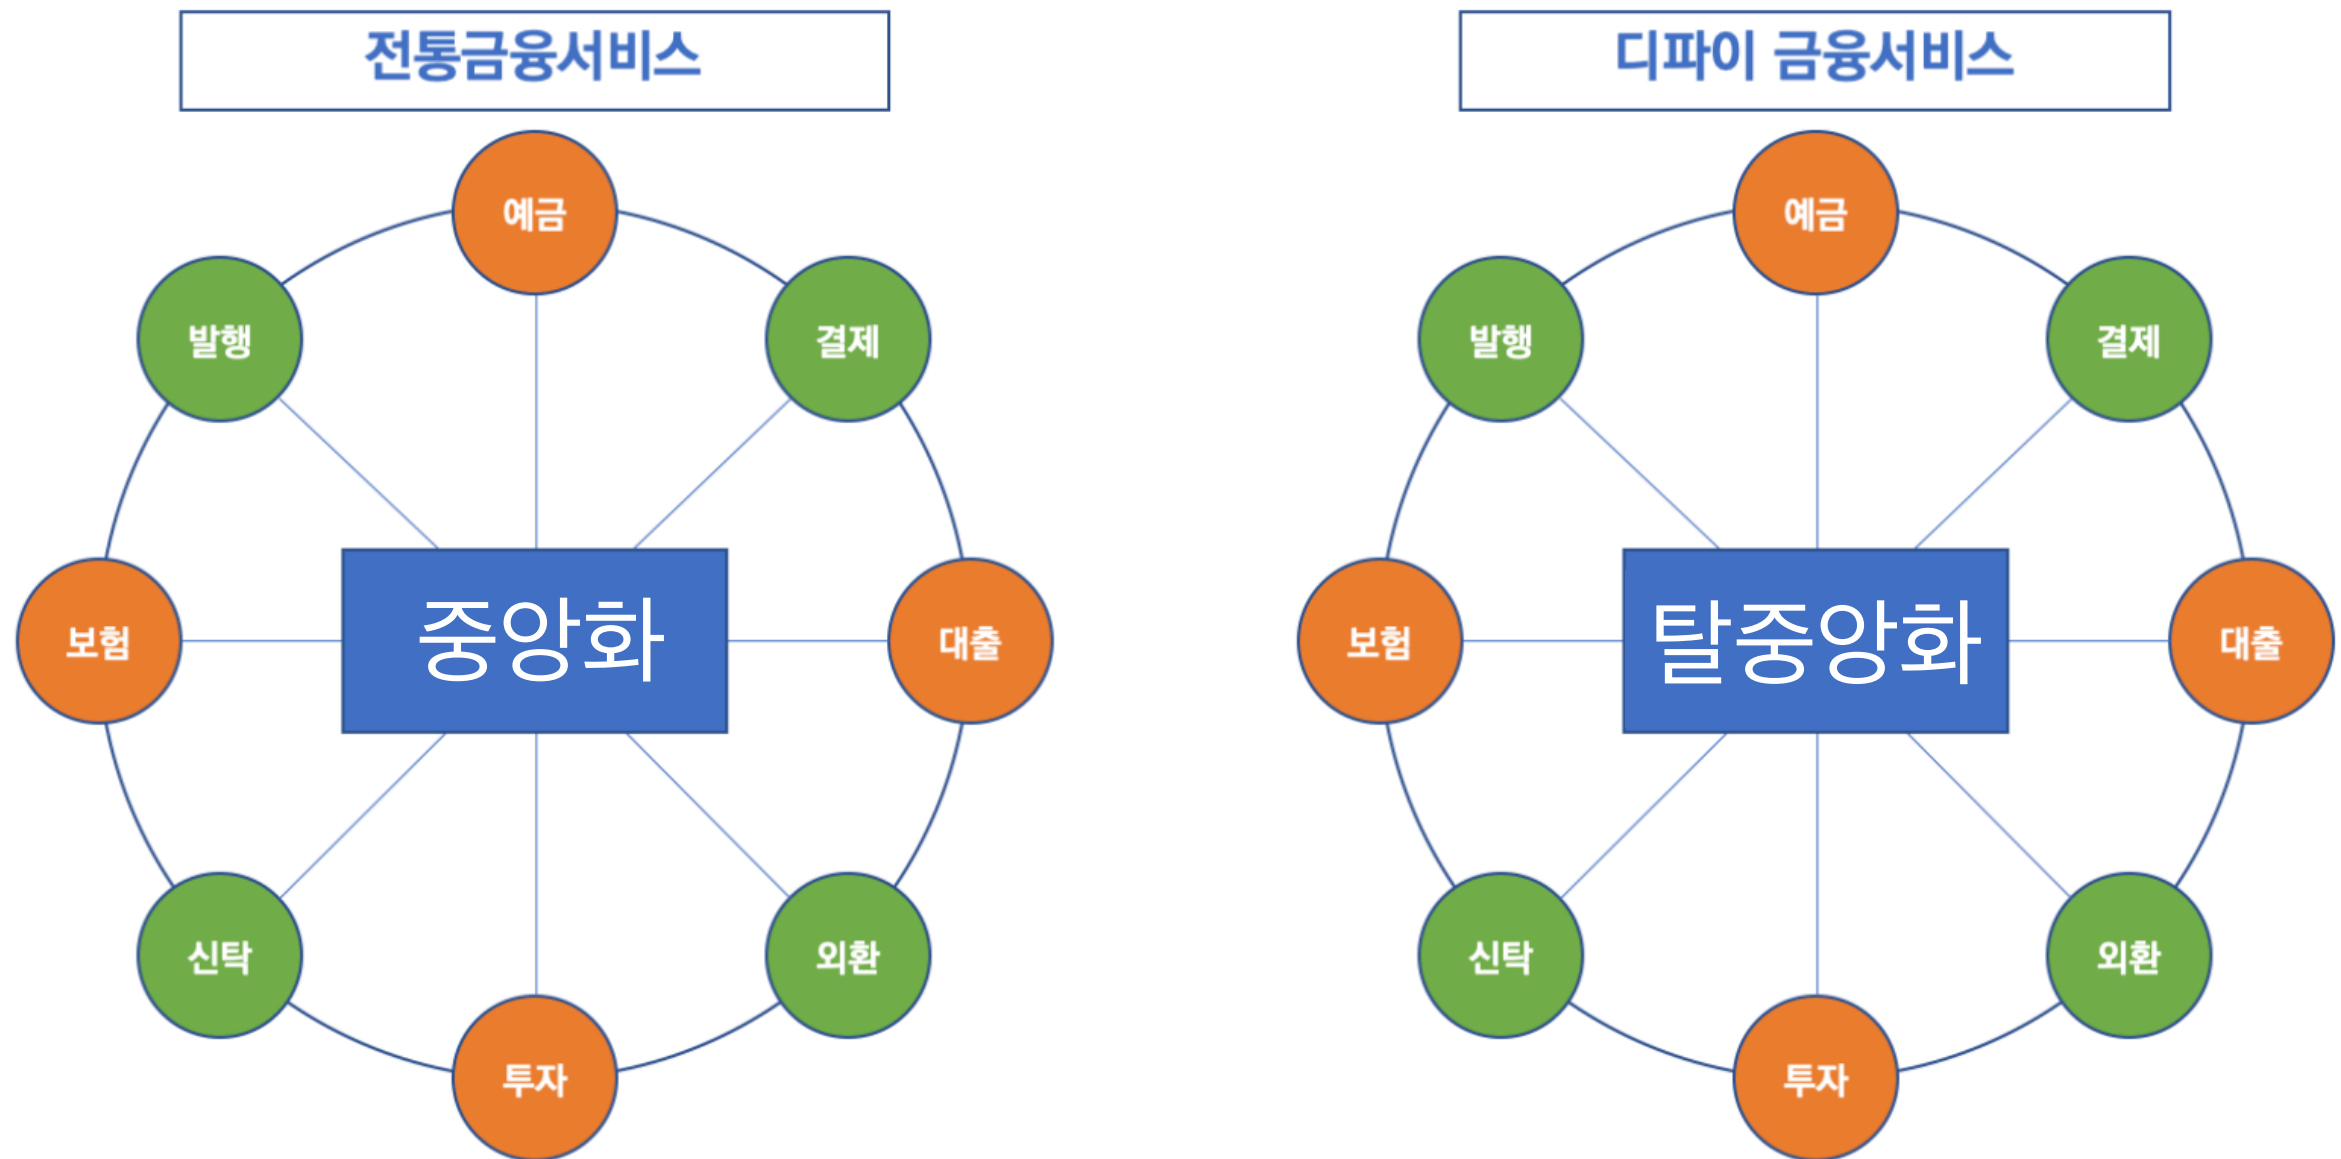 전통금융서비스
예금
발행
결제
보험
중앙화
대출
신탁
외환
투자
디파이 금융서비스
예금
발행
결제
보험
탈중앙화
대출
신탁
외환
투자